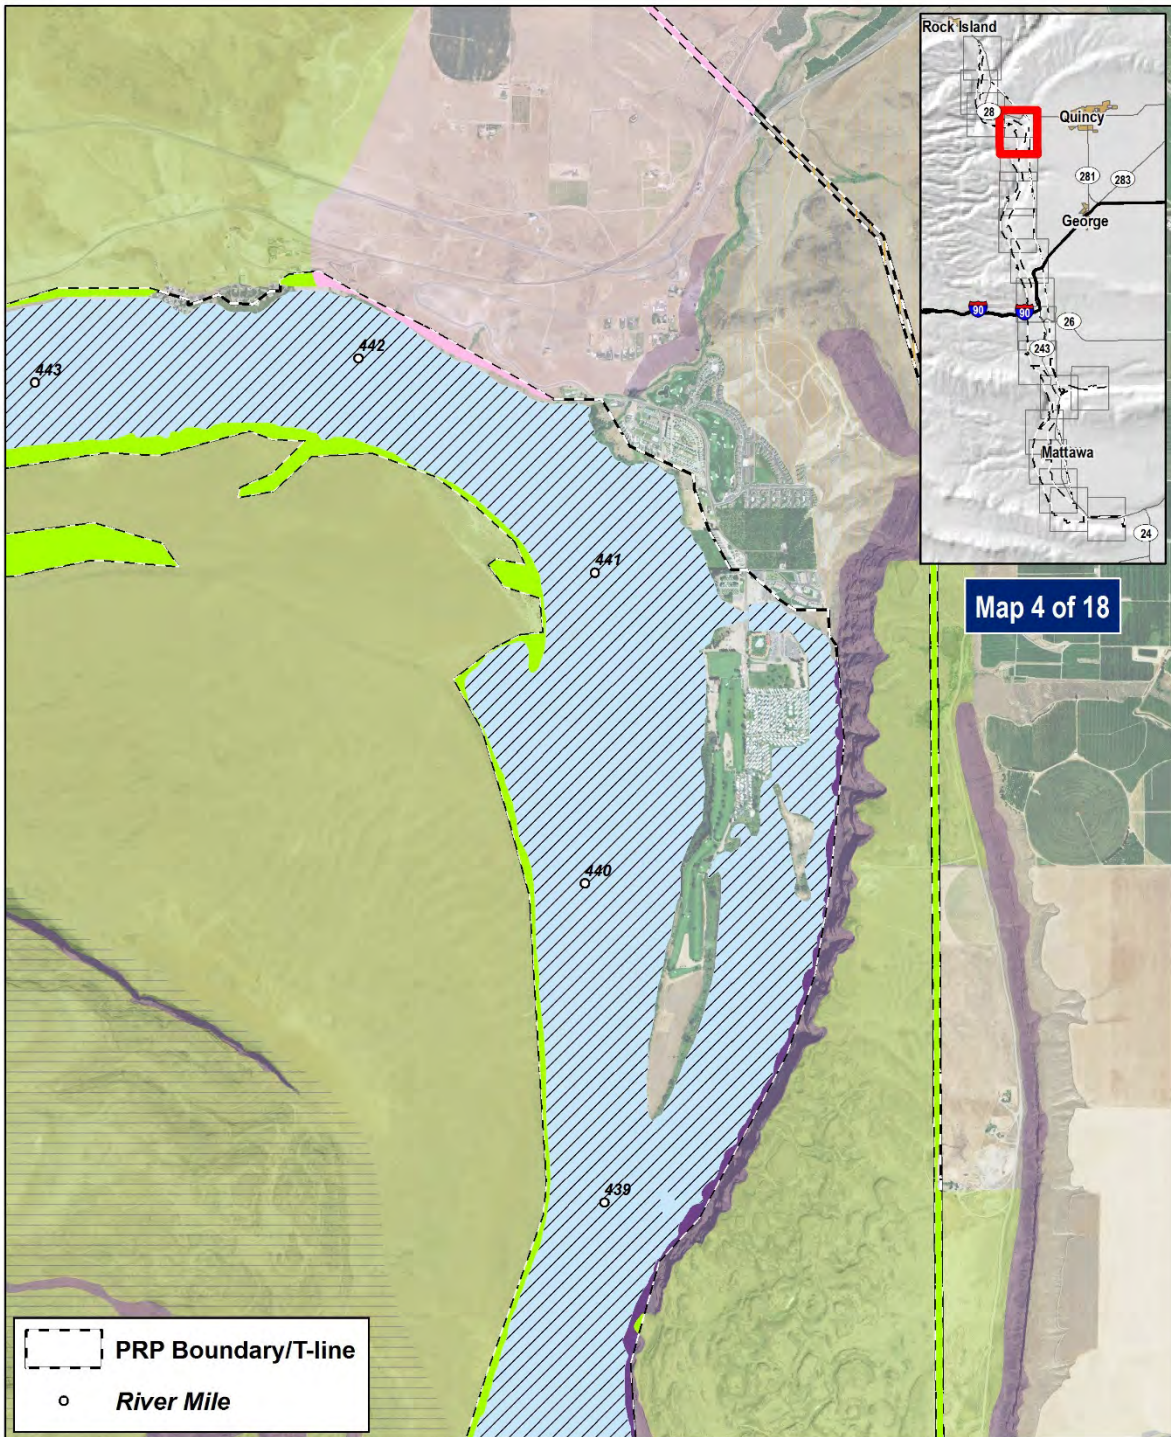 Rock Island
28
Quincy
281
283
George
90
90
26
243
Mattawa
24
Map 4 of 18
443
442
441
440
439
PRP Boundary/T-line
River Mile